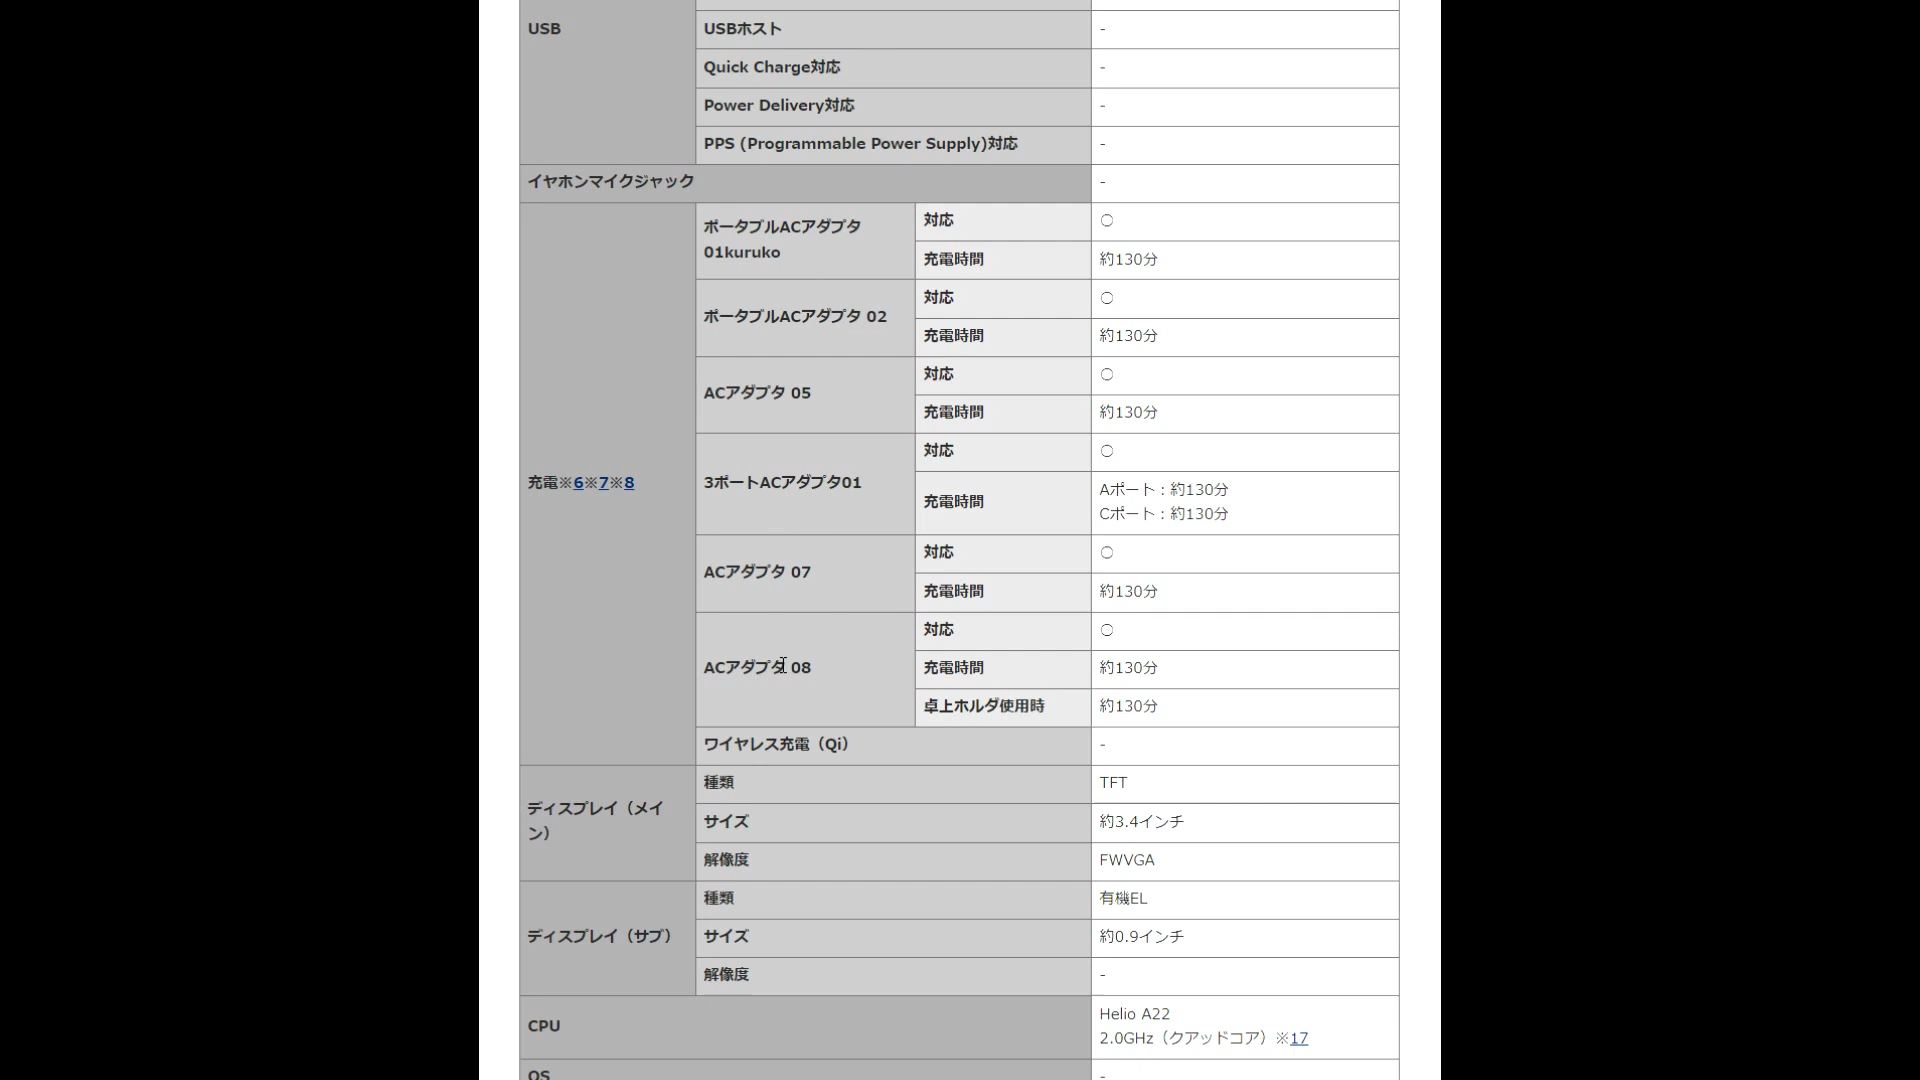 USB
USBホスト
-
Quick Charge対応
-
Power Delivery対応
-
PPS (Programmable Power Supply)対応
-
イヤホンマイクジャック
-
充電※6※7※8
ポータブルACアダプタ
01kuruko
対応
○
充電時間
約130分
ポータブルACアダプタ 02
対応
○
充電時間
約130分
ACアダプタ 05
対応
○
充電時間
約130分
3ポートACアダプタ01
対応
○
充電時間
Aポート：約130分
Cポート：約130分
ACアダプタ 07
対応
○
充電時間
約130分
ACアダプタ 08
対応
○
充電時間
約130分
卓上ホルダ使用時
約130分
ワイヤレス充電（Qi）
-
ディスプレイ（メイ
ン）
種類
TFT
サイズ
約3.4インチ
解像度
FWVGA
ディスプレイ（サブ）
種類
有機EL
サイズ
約0.9インチ
解像度
-
CPU
Helio A22
2.0GHz（クアッドコア）※17
OS
-